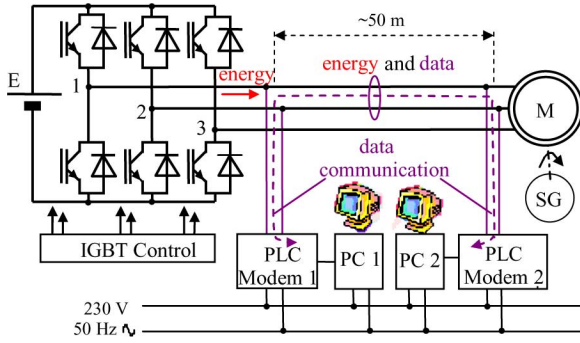 ~50 m
E
energy
energy and data
1
2
3
M
data
communication
SG
IGBT Control
PLC
Modem 1
PC 1
PC 2
PLC
Modem 2
230 V
50 Hz